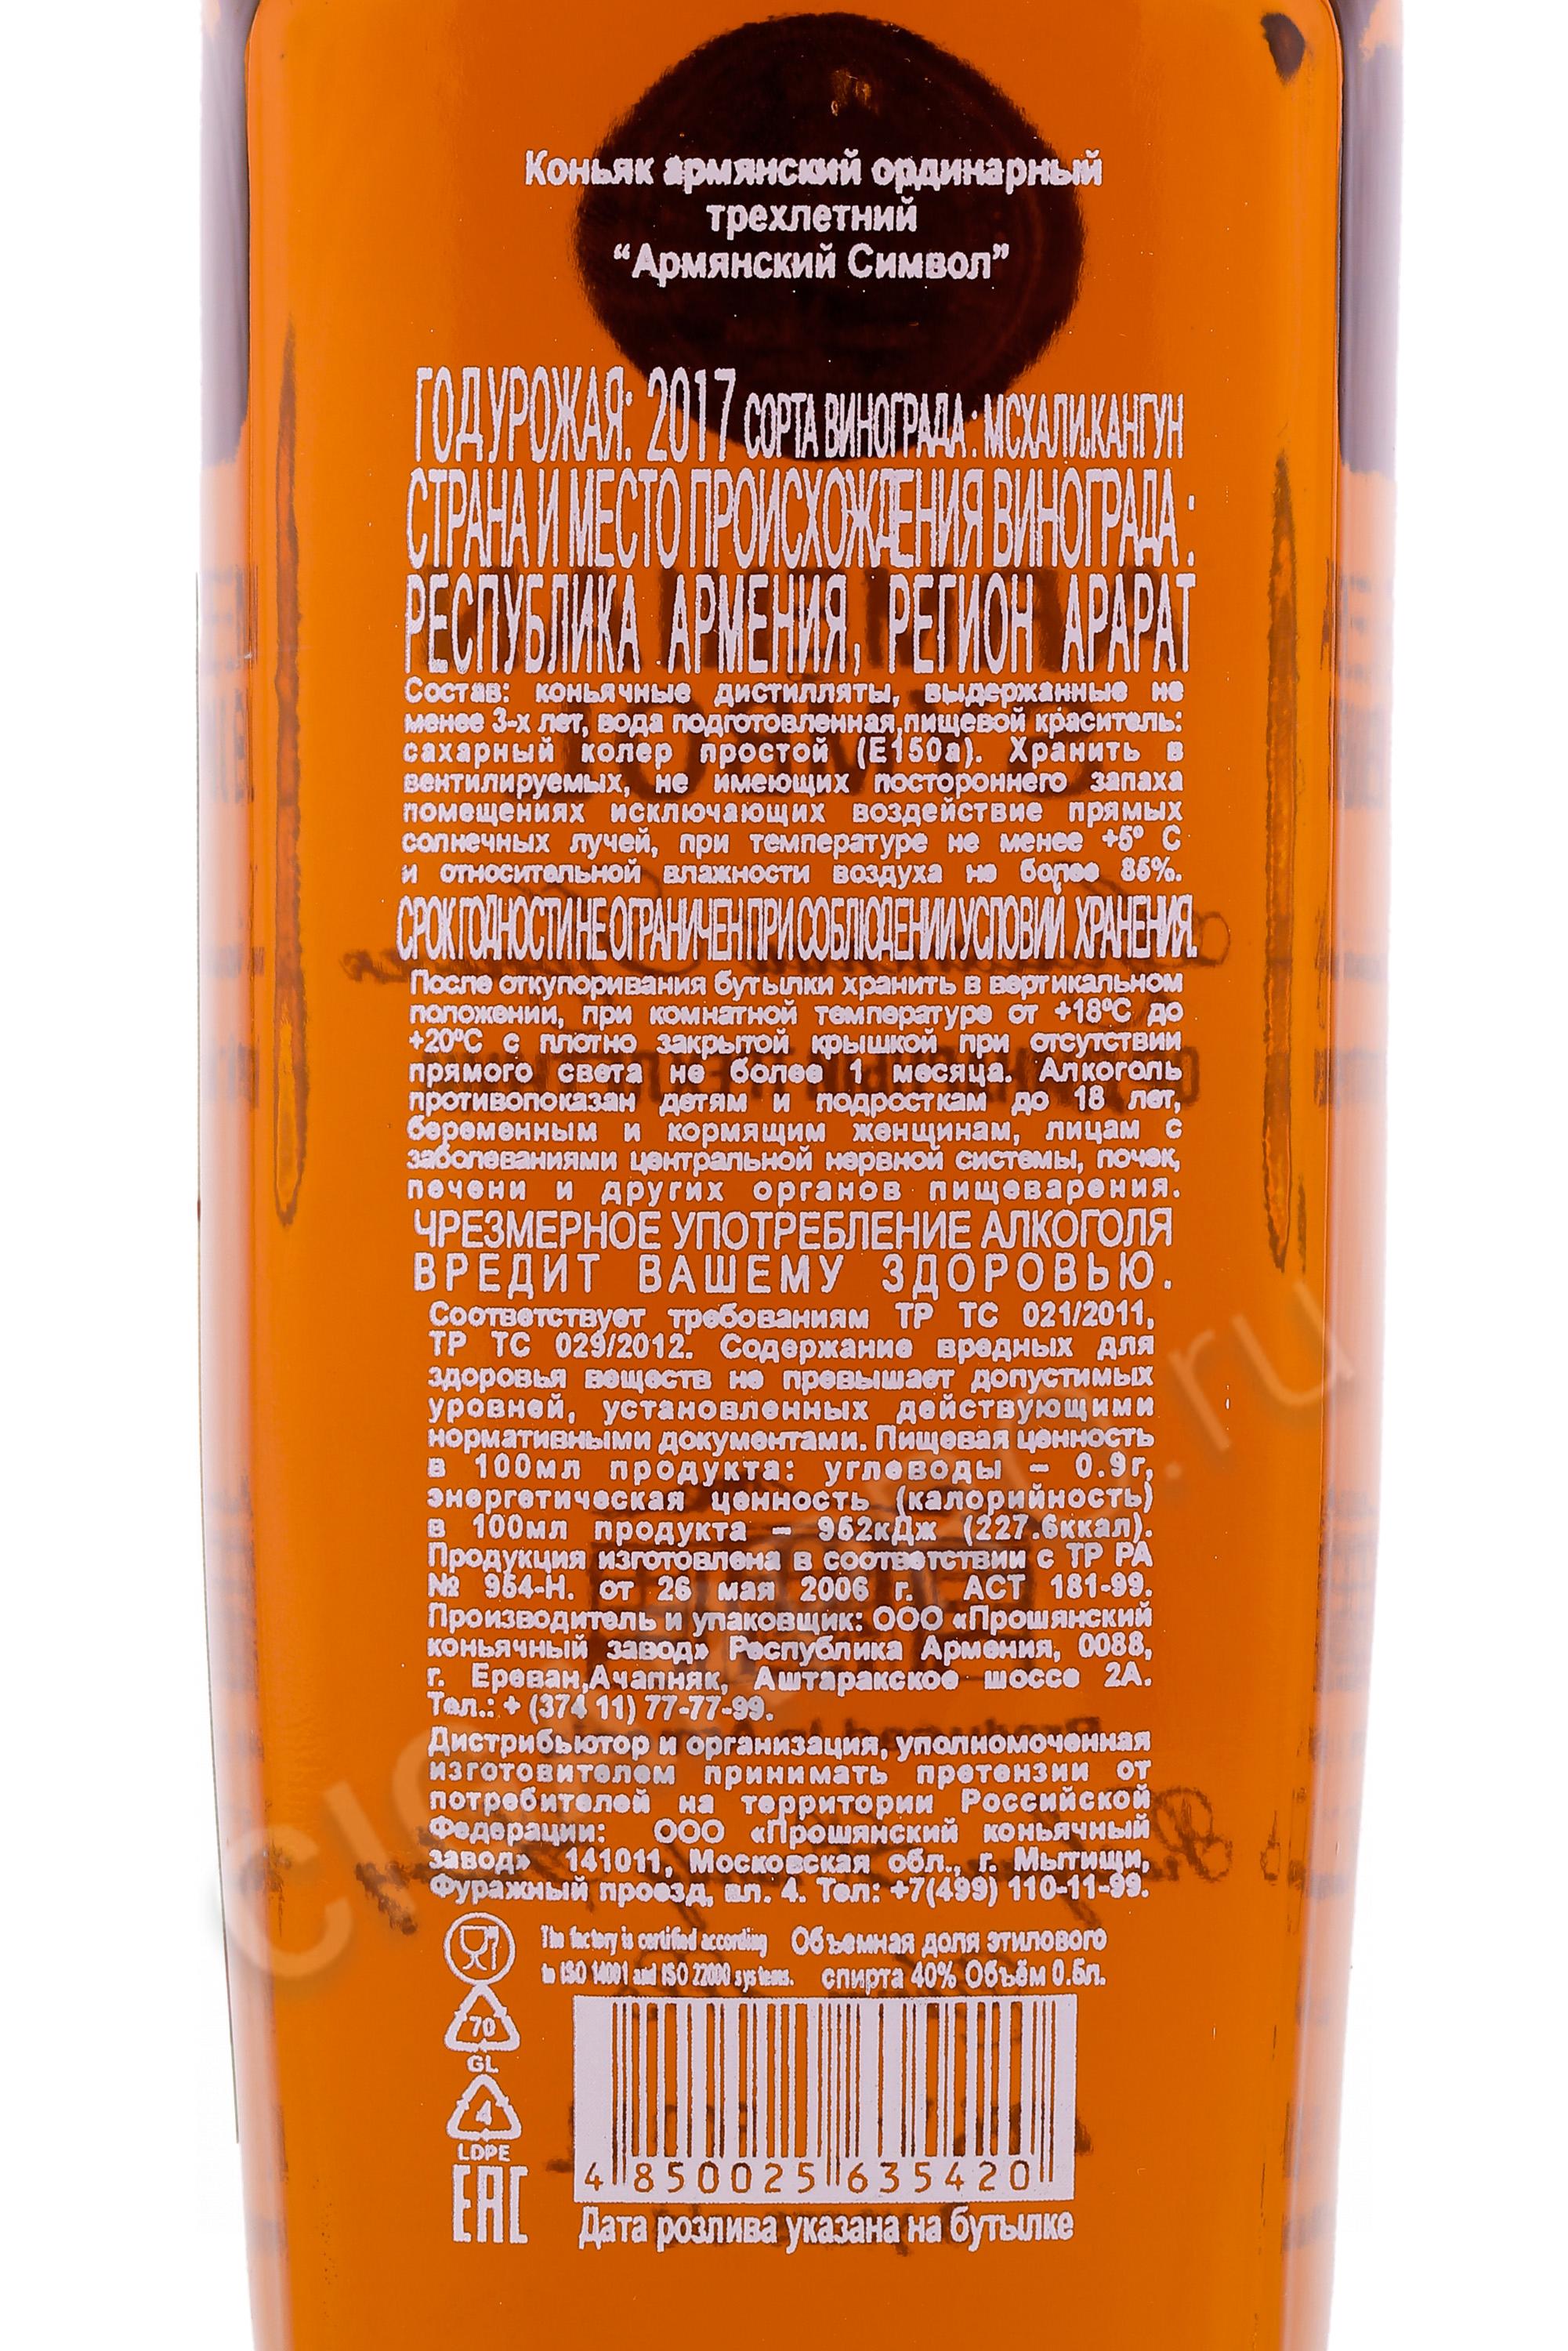 Коньяк армянский ординарный
трехлетний
“Армянский Символ”
ГОД УРОЖАЯ: 2017 СОРТА ВИНОГРАДА : МСХАЛИ,КАНГУН
СТРАНА И МЕСТО ПРОИСХОЖДЕНИЯ ВИНОГРАДА :
РЕСПУБЛИКА АРМЕНИЯ, РЕГИОН АРАРАТ
Состав: коньячные дистилляты, выдержанные не
менее 3-х лет, вода подготовленная,пищевой краситель:
сахарный колер простой (Е150а). Хранить в
вентилируемых, не имеющих постороннего запаха
помещениях исключающих воздействие прямых
солнечных лучей, при температуре не менее +5º С
и относительной влажности воздуха не более 85%.
СРОК ГОДНОСТИ НЕ ОГРАНИЧЕН ПРИ СОБЛЮДЕНИИ УСЛОВИЙ ХРАНЕНИЯ.
После откупоривания бутылки хранить в вертикальном
положении, при комнатной температуре от +18ºС до
+20ºС с плотно закрытой крышкой при отсутствии
прямого света не более 1 месяца. Алкоголь
противопоказан детям и подросткам до 18 лет,
беременным и кормящим женщинам, лицам с
заболеваниями центральной нервной системы, почек,
печени и других органов пищеварения.
ЧРЕЗМЕРНОЕ УПОТРЕБЛЕНИЕ АЛКОГОЛЯ
ВРЕДИТ ВАШЕМУ ЗДОРОВЬЮ.
Соответствует требованиям ТР ТС 021/2011,
ТР ТС 029/2012. Содержание вредных для
здоровья веществ не превышает допустимых
уровней, установленных действующими
нормативными документами. Пищевая ценность
в 100мл продукта: углеводы – 0.9г,
энергетическая ценность (калорийность)
в 100мл продукта – 952кДж (227.6ккал).
Продукция изготовлена в соответствии с ТР РА
№ 954-Н. от 26 мая 2006 г. АСТ 181-99.
Производитель и упаковщик: ООО «Прошянский
коньячный завод» Республика Армения, 0088,
г. Ереван,Ачапняк, Аштаракское шоссе 2А.
Тел.: + (374 11) 77-77-99.
Дистрибьютор и организация, уполномоченная
изготовителем принимать претензии от
потребителей на территории Российской
Федерации: ООО «Прошянский коньячный
завод» 141011, Московская обл., г. Мытищи,
Фуражный проезд, вл. 4. Тел: +7(499) 110-11-99.
The factory is certified according Объемная доля этилового
to ISO 14001 and ISO 22000 systems. спирта 40% Объём 0.5л.
70
GL
4
LDPE
EAC
4 850025 635420
Дата розлива указана на бутылке